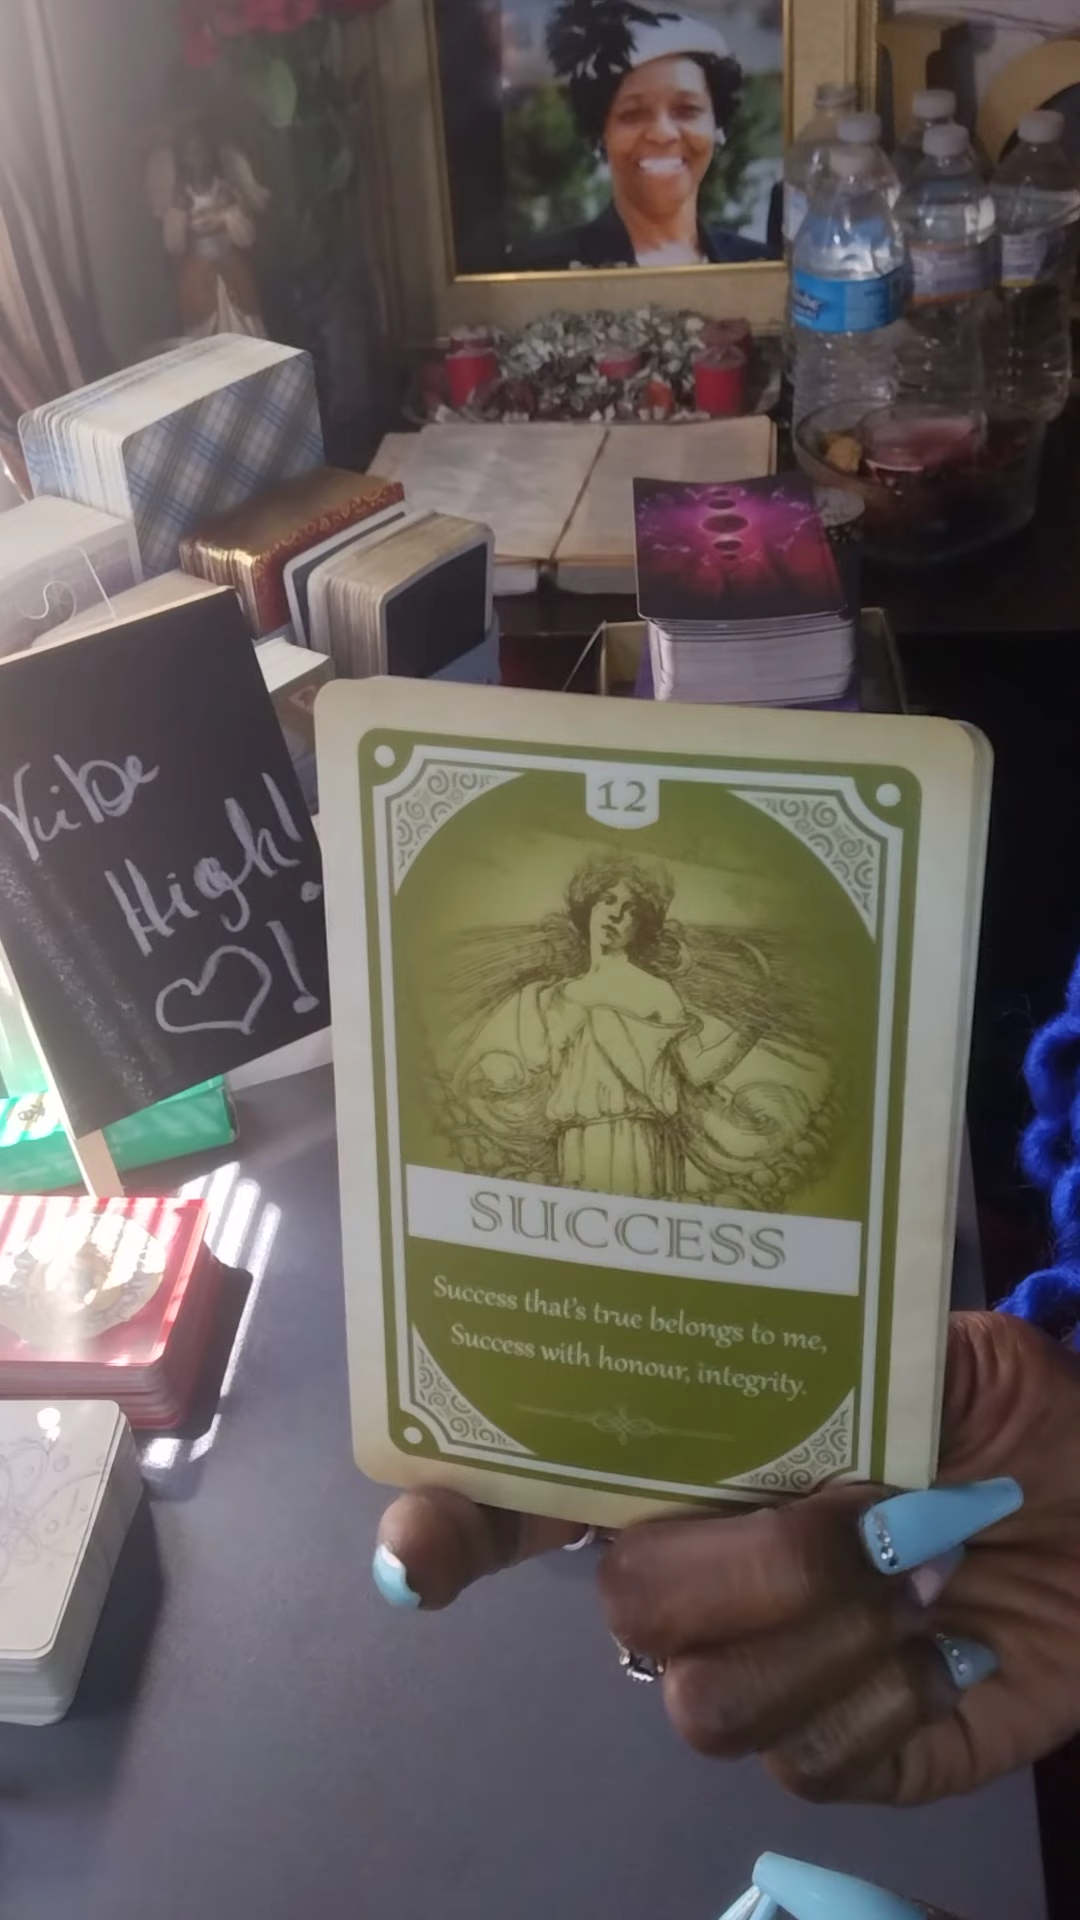 Vibe
High!
♡!
12
SUCCESS
Success that's true belongs to me,
Success with honour, integrity.